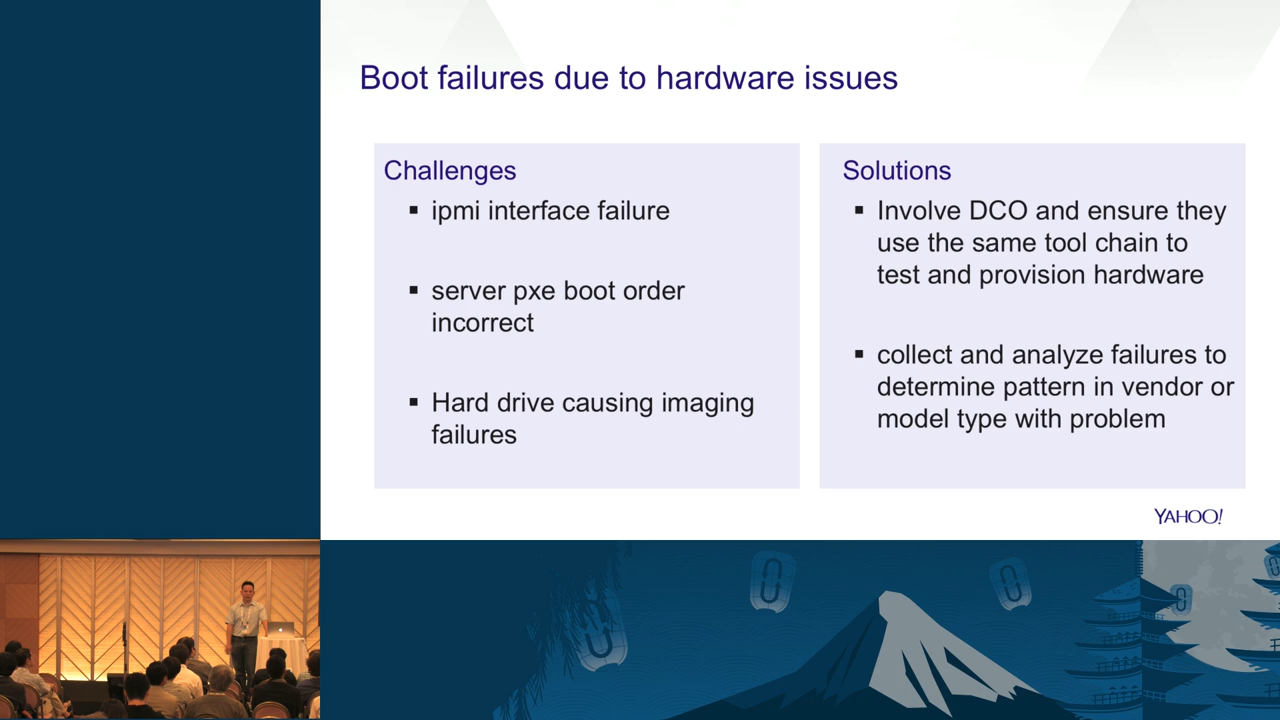 Boot failures due to hardware issues
Challenges
▪ ipmi interface failure
▪ server pxe boot order
incorrect
▪ Hard drive causing imaging
failures
Solutions
▪ Involve DCO and ensure they
use the same tool chain to
test and provision hardware
▪ collect and analyze failures to
determine pattern in vendor or
model type with problem
YAHOO!